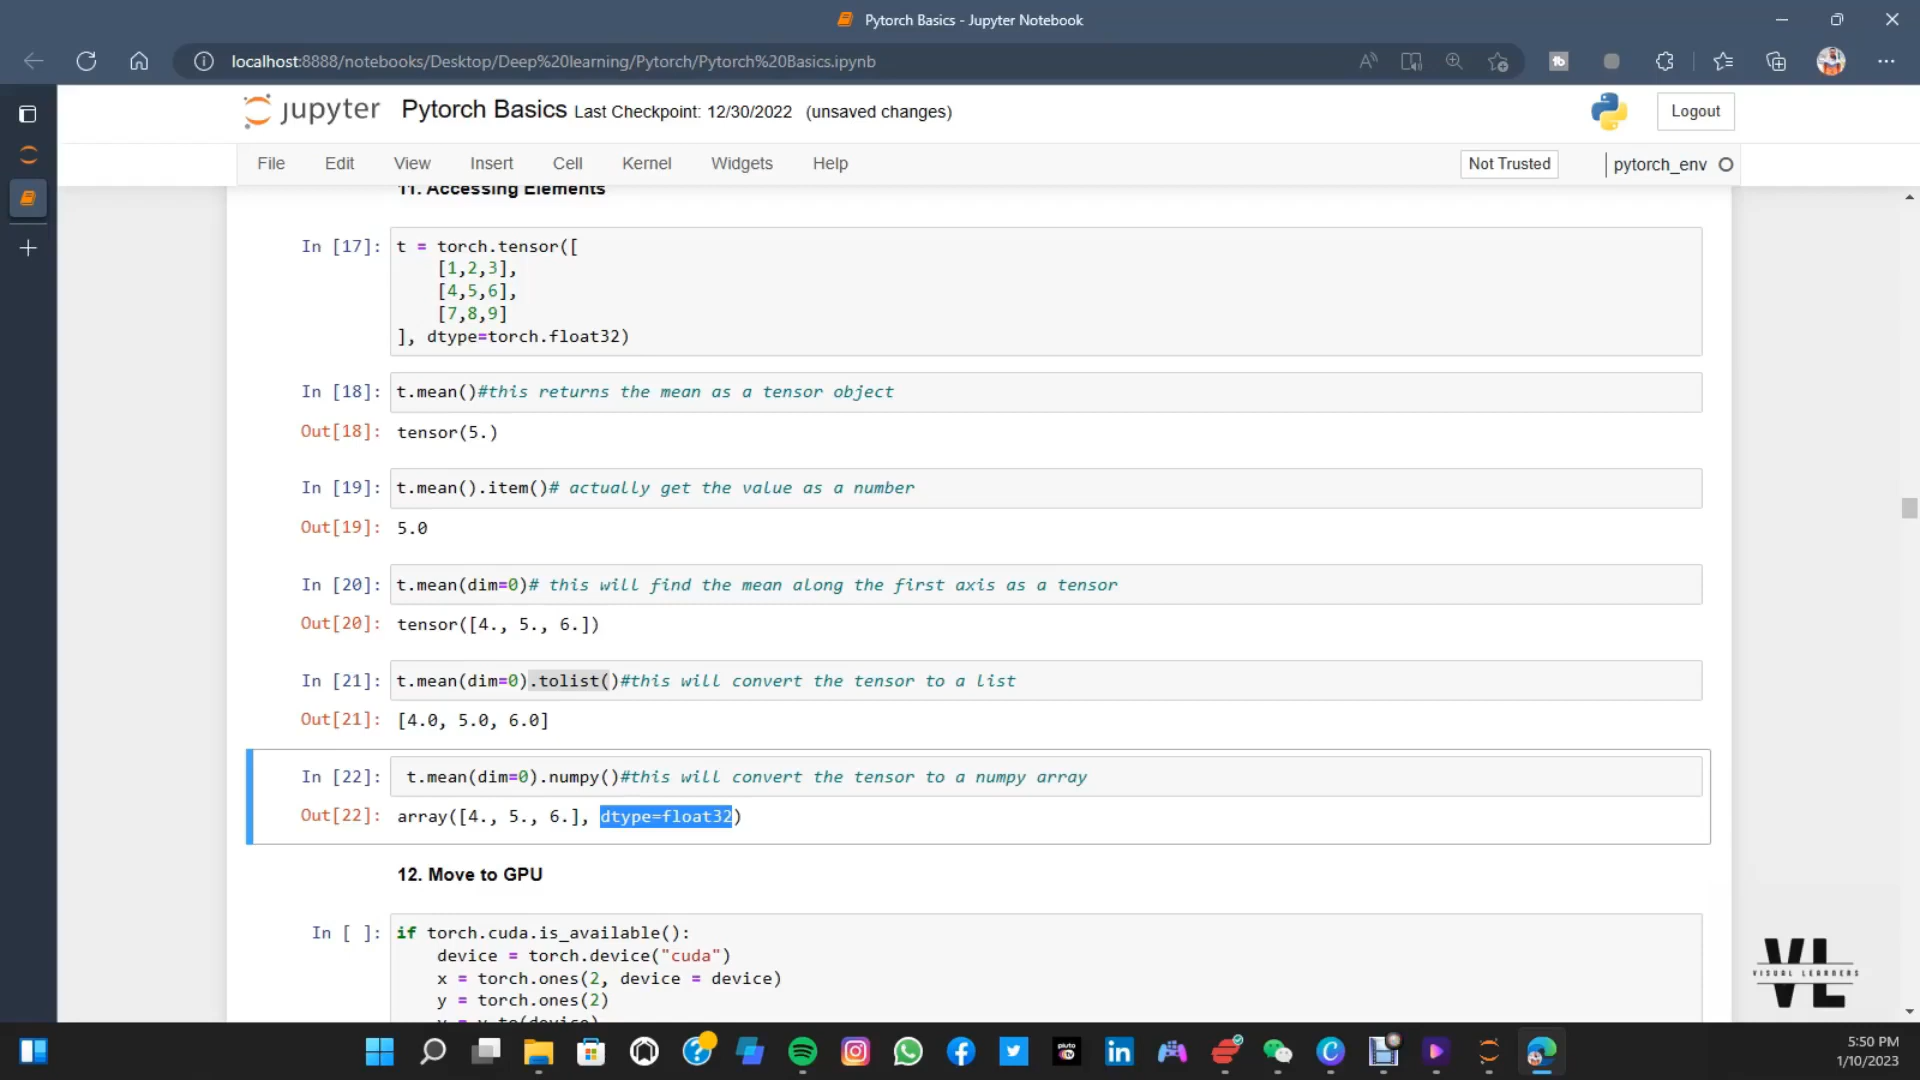 Pytorch Basics - Jupyter Notebook
localhost:8888/notebooks/Desktop/Deep%20learning/Pytorch/Pytorch%20Basics.ipynb
jupyter Pytorch Basics Last Checkpoint: 12/30/2022 (unsaved changes)
Logout
File Edit View Insert Cell Kernel Widgets Help
Not Trusted
pytorch_env
11. Accessing Elements
In [17]: t = torch.tensor([
[1,2,3],
[4,5,6],
[7,8,9]
], dtype=torch.float32)
In [18]: t.mean()#this returns the mean as a tensor object
Out[18]: tensor(5.)
In [19]: t.mean().item()# actually get the value as a number
Out[19]: 5.0
In [20]: t.mean(dim=0)# this will find the mean along the first axis as a tensor
Out[20]: tensor([4., 5., 6.])
In [21]: t.mean(dim=0).tolist()#this will convert the tensor to a list
Out[21]: [4.0, 5.0, 6.0]
In [22]: t.mean(dim=0).numpy()#this will convert the tensor to a numpy array
Out[22]: array([4., 5., 6.], dtype=float32)
12. Move to GPU
In [ ]: if torch.cuda.is_available():
device = torch.device("cuda")
x = torch.ones(2, device = device)
y = torch.ones(2)
y = y.to(device)
VL
VISUAL LEARNERS
pluto tv
5:50 PM
1/10/2023